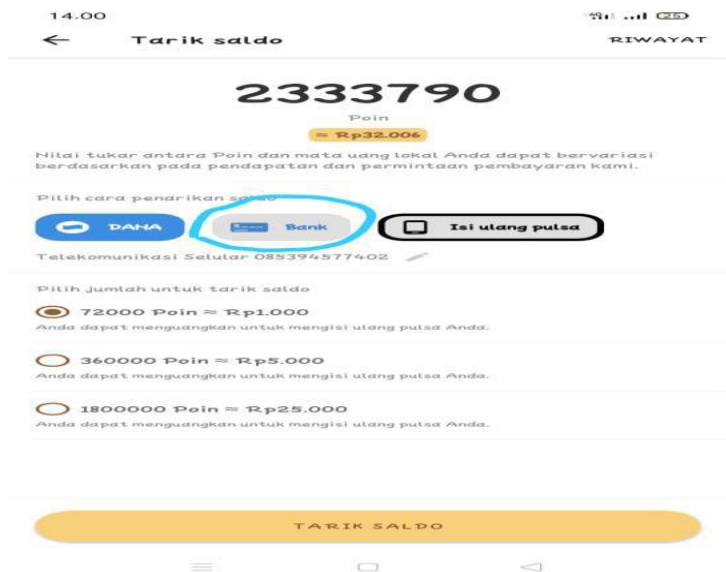 14.00
25
Tarik saldo
RIWAYAT
2333790
Poin
≈ Rp32.006
Nilai tukar antara Poin dan mata uang lokal Anda dapat bervariasi
berdasarkan pada pendapatan dan permintaan pembayaran kami.
Pilih cara penarikan saldo
DANA
Bank
Isi ulang pulsa
Telekomunikasi Selular 085394577402
Pilih jumlah untuk tarik saldo
72000 Poin ≈ Rp1.000
Anda dapat menguangkan untuk mengisi ulang pulsa Anda.
360000 Poin ≈ Rp5.000
Anda dapat menguangkan untuk mengisi ulang pulsa Anda.
1800000 Poin ≈ Rp25.000
Anda dapat menguangkan untuk mengisi ulang pulsa Anda.
TARIK SALDO